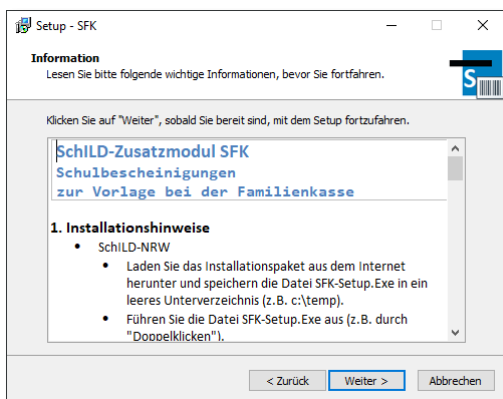 Setup - SFK
Information
Lesen Sie bitte folgende wichtige Informationen, bevor Sie fortfahren.
S
Klicken Sie auf "Weiter", sobald Sie bereit sind, mit dem Setup fortzufahren.
SchILD-Zusatzmodul SFK
Schulbescheinigungen
zur Vorlage bei der Familienkasse
1. Installationshinweise
• SchILD-NRW
• Laden Sie das Installationspaket aus dem Internet
herunter und speichern die Datei SFK-Setup.Exe in ein
leeres Unterverzeichnis (z.B. c:\temp).
• Führen Sie die Datei SFK-Setup.Exe aus (z.B. durch
"Doppelklicken").
< Zurück
Weiter >
Abbrechen